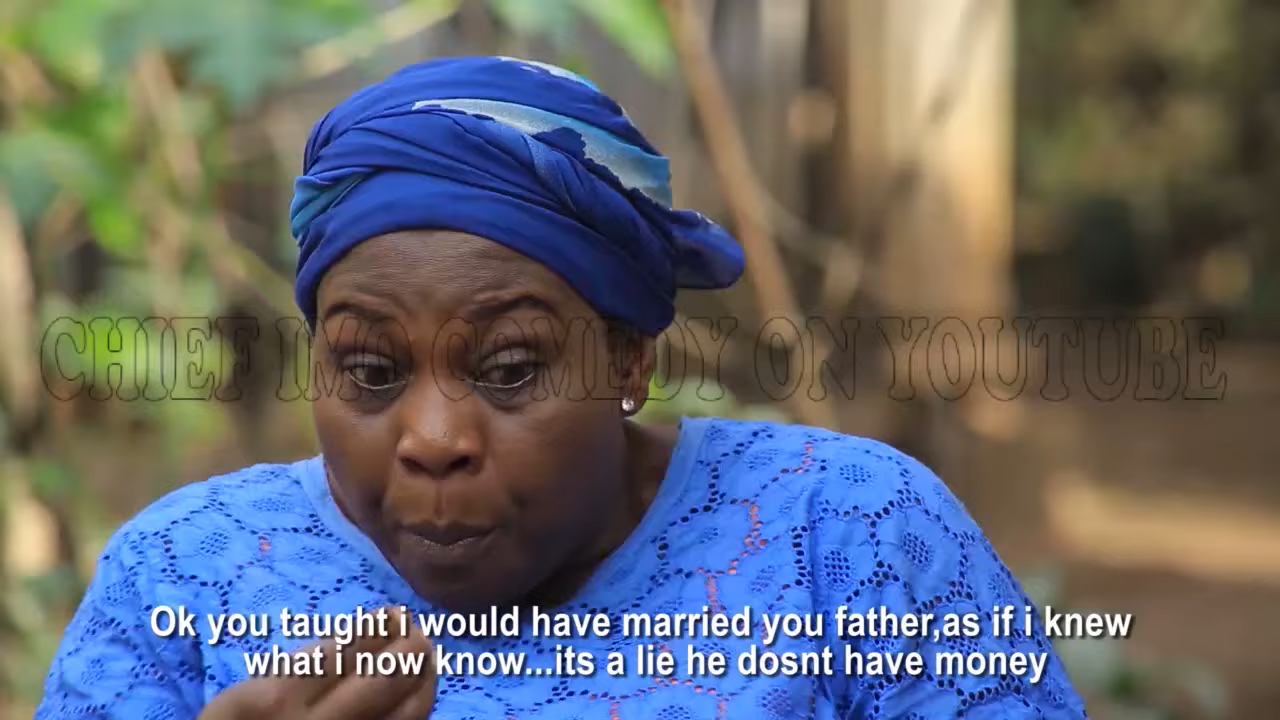 CHIEF IMO COMEDY ON YOUTUBE
Ok you taught i would have married you father,as if i knew
what i now know...its a lie he dosnt have money